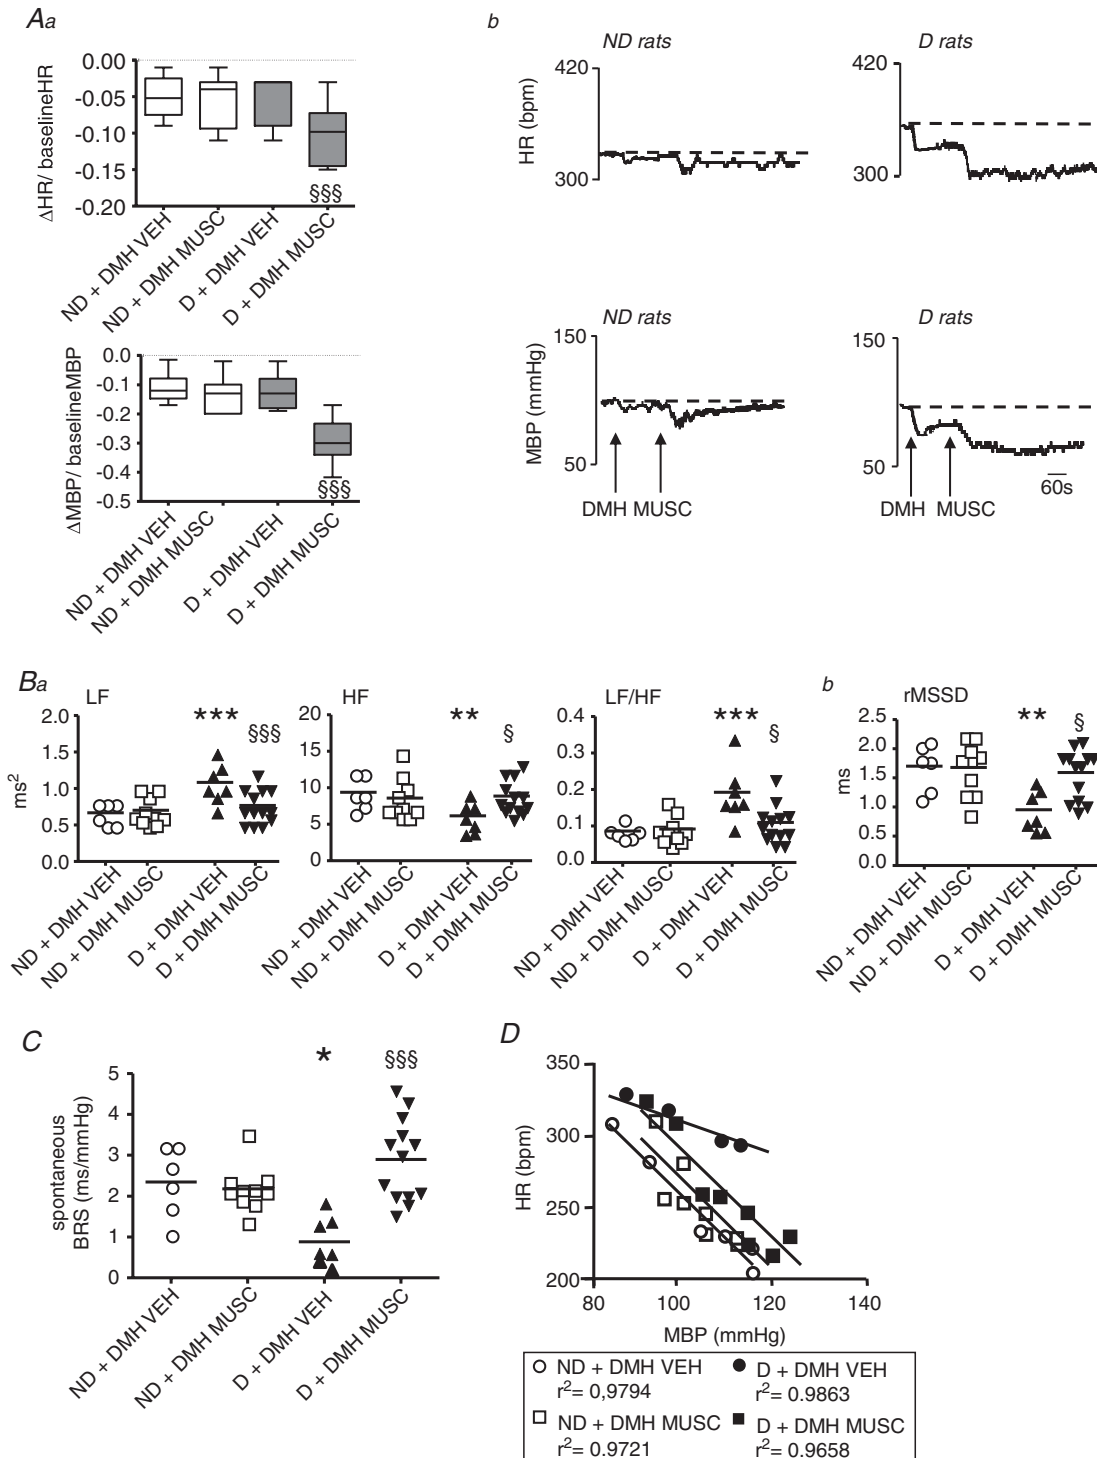 Aa
ΔHR/ baselineHR
0.00
-0.05
-0.10
-0.15
-0.20
§§§
ND + DMH VEH
ND + DMH MUSC
D + DMH VEH
D + DMH MUSC
ΔMBP/ baselineMBP
0.0
-0.1
-0.2
-0.3
-0.4
-0.5
§§§
ND + DMH VEH
ND + DMH MUSC
D + DMH VEH
D + DMH MUSC
b
ND rats
D rats
HR (bpm)
420
300
420
300
ND rats
D rats
MBP (mmHg)
150
50
150
50
DMH MUSC
DMH MUSC
60s
Ba
LF
ms²
2.0
1.5
1.0
0.5
0.0
***
§§§
ND + DMH VEH
ND + DMH MUSC
D + DMH VEH
D + DMH MUSC
HF
20
15
10
5
0
**
§
ND + DMH VEH
ND + DMH MUSC
D + DMH VEH
D + DMH MUSC
LF/HF
0.4
0.3
0.2
0.1
0.0
***
§
ND + DMH VEH
ND + DMH MUSC
D + DMH VEH
D + DMH MUSC
b
rMSSD
ms
2.5
2.0
1.5
1.0
0.5
0.0
**
§
ND + DMH VEH
ND + DMH MUSC
D + DMH VEH
D + DMH MUSC
C
spontaneous
BRS (ms/mmHg)
5
4
3
2
1
0
*
§§§
ND + DMH VEH
ND + DMH MUSC
D + DMH VEH
D + DMH MUSC
D
HR (bpm)
350
300
250
200
80
100
120
140
MBP (mmHg)
ND + DMH VEH
r²= 0,9794
D + DMH VEH
r²= 0.9863
ND + DMH MUSC
r²= 0.9721
D + DMH MUSC
r²= 0.9658